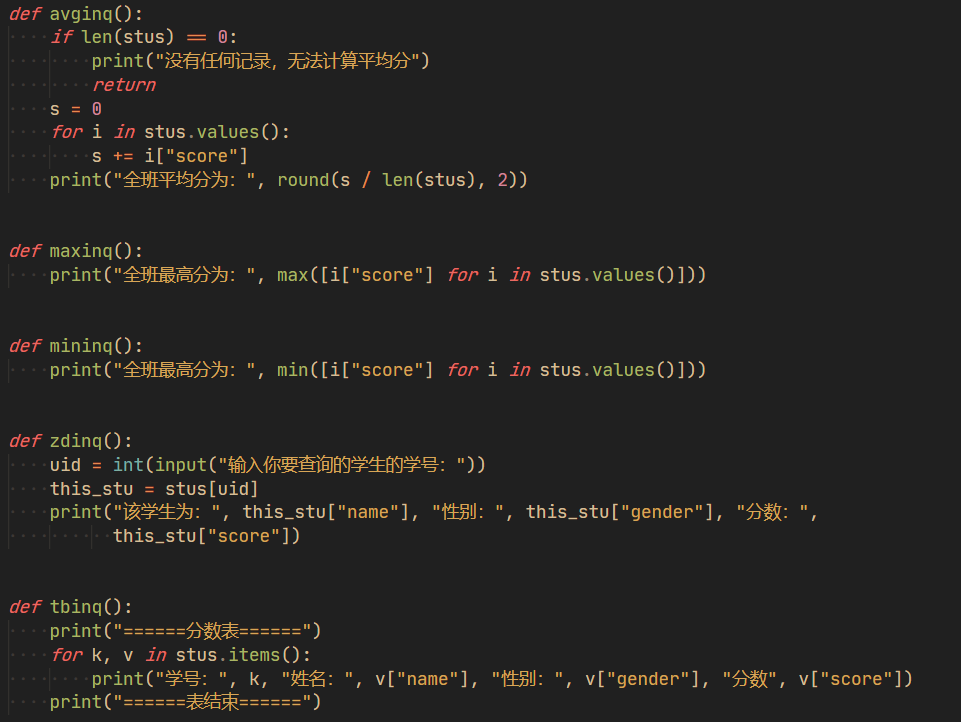 def avginq():
    if len(stus) == 0:
        print("没有任何记录，无法计算平均分")
        return
    s = 0
    for i in stus.values():
        s += i["score"]
    print("全班平均分为：", round(s / len(stus), 2))
def maxinq():
    print("全班最高分为：", max([i["score"] for i in stus.values()]))
def mininq():
    print("全班最高分为：", min([i["score"] for i in stus.values()]))
def zdinq():
    uid = int(input("输入你要查询的学生的学号："))
    this_stu = stus[uid]
    print("该学生为：", this_stu["name"], "性别：", this_stu["gender"], "分数：",
          this_stu["score"])
def tbinq():
    print("======分数表======")
    for k, v in stus.items():
        print("学号：", k, "姓名：", v["name"], "性别：", v["gender"], "分数", v["score"])
    print("======表结束======")